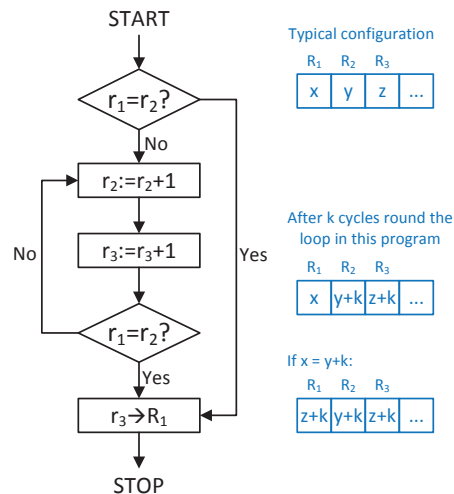 START
r₁=r₂?
No
r₂:=r₂+1
r₃:=r₃+1
No
Yes
r₁=r₂?
Yes
r₃→R₁
STOP
Typical configuration
R₁ R₂ R₃
x y z ...
After k cycles round the
loop in this program
R₁ R₂ R₃
x y+k z+k ...
If x = y+k:
R₁ R₂ R₃
z+k y+k z+k ...